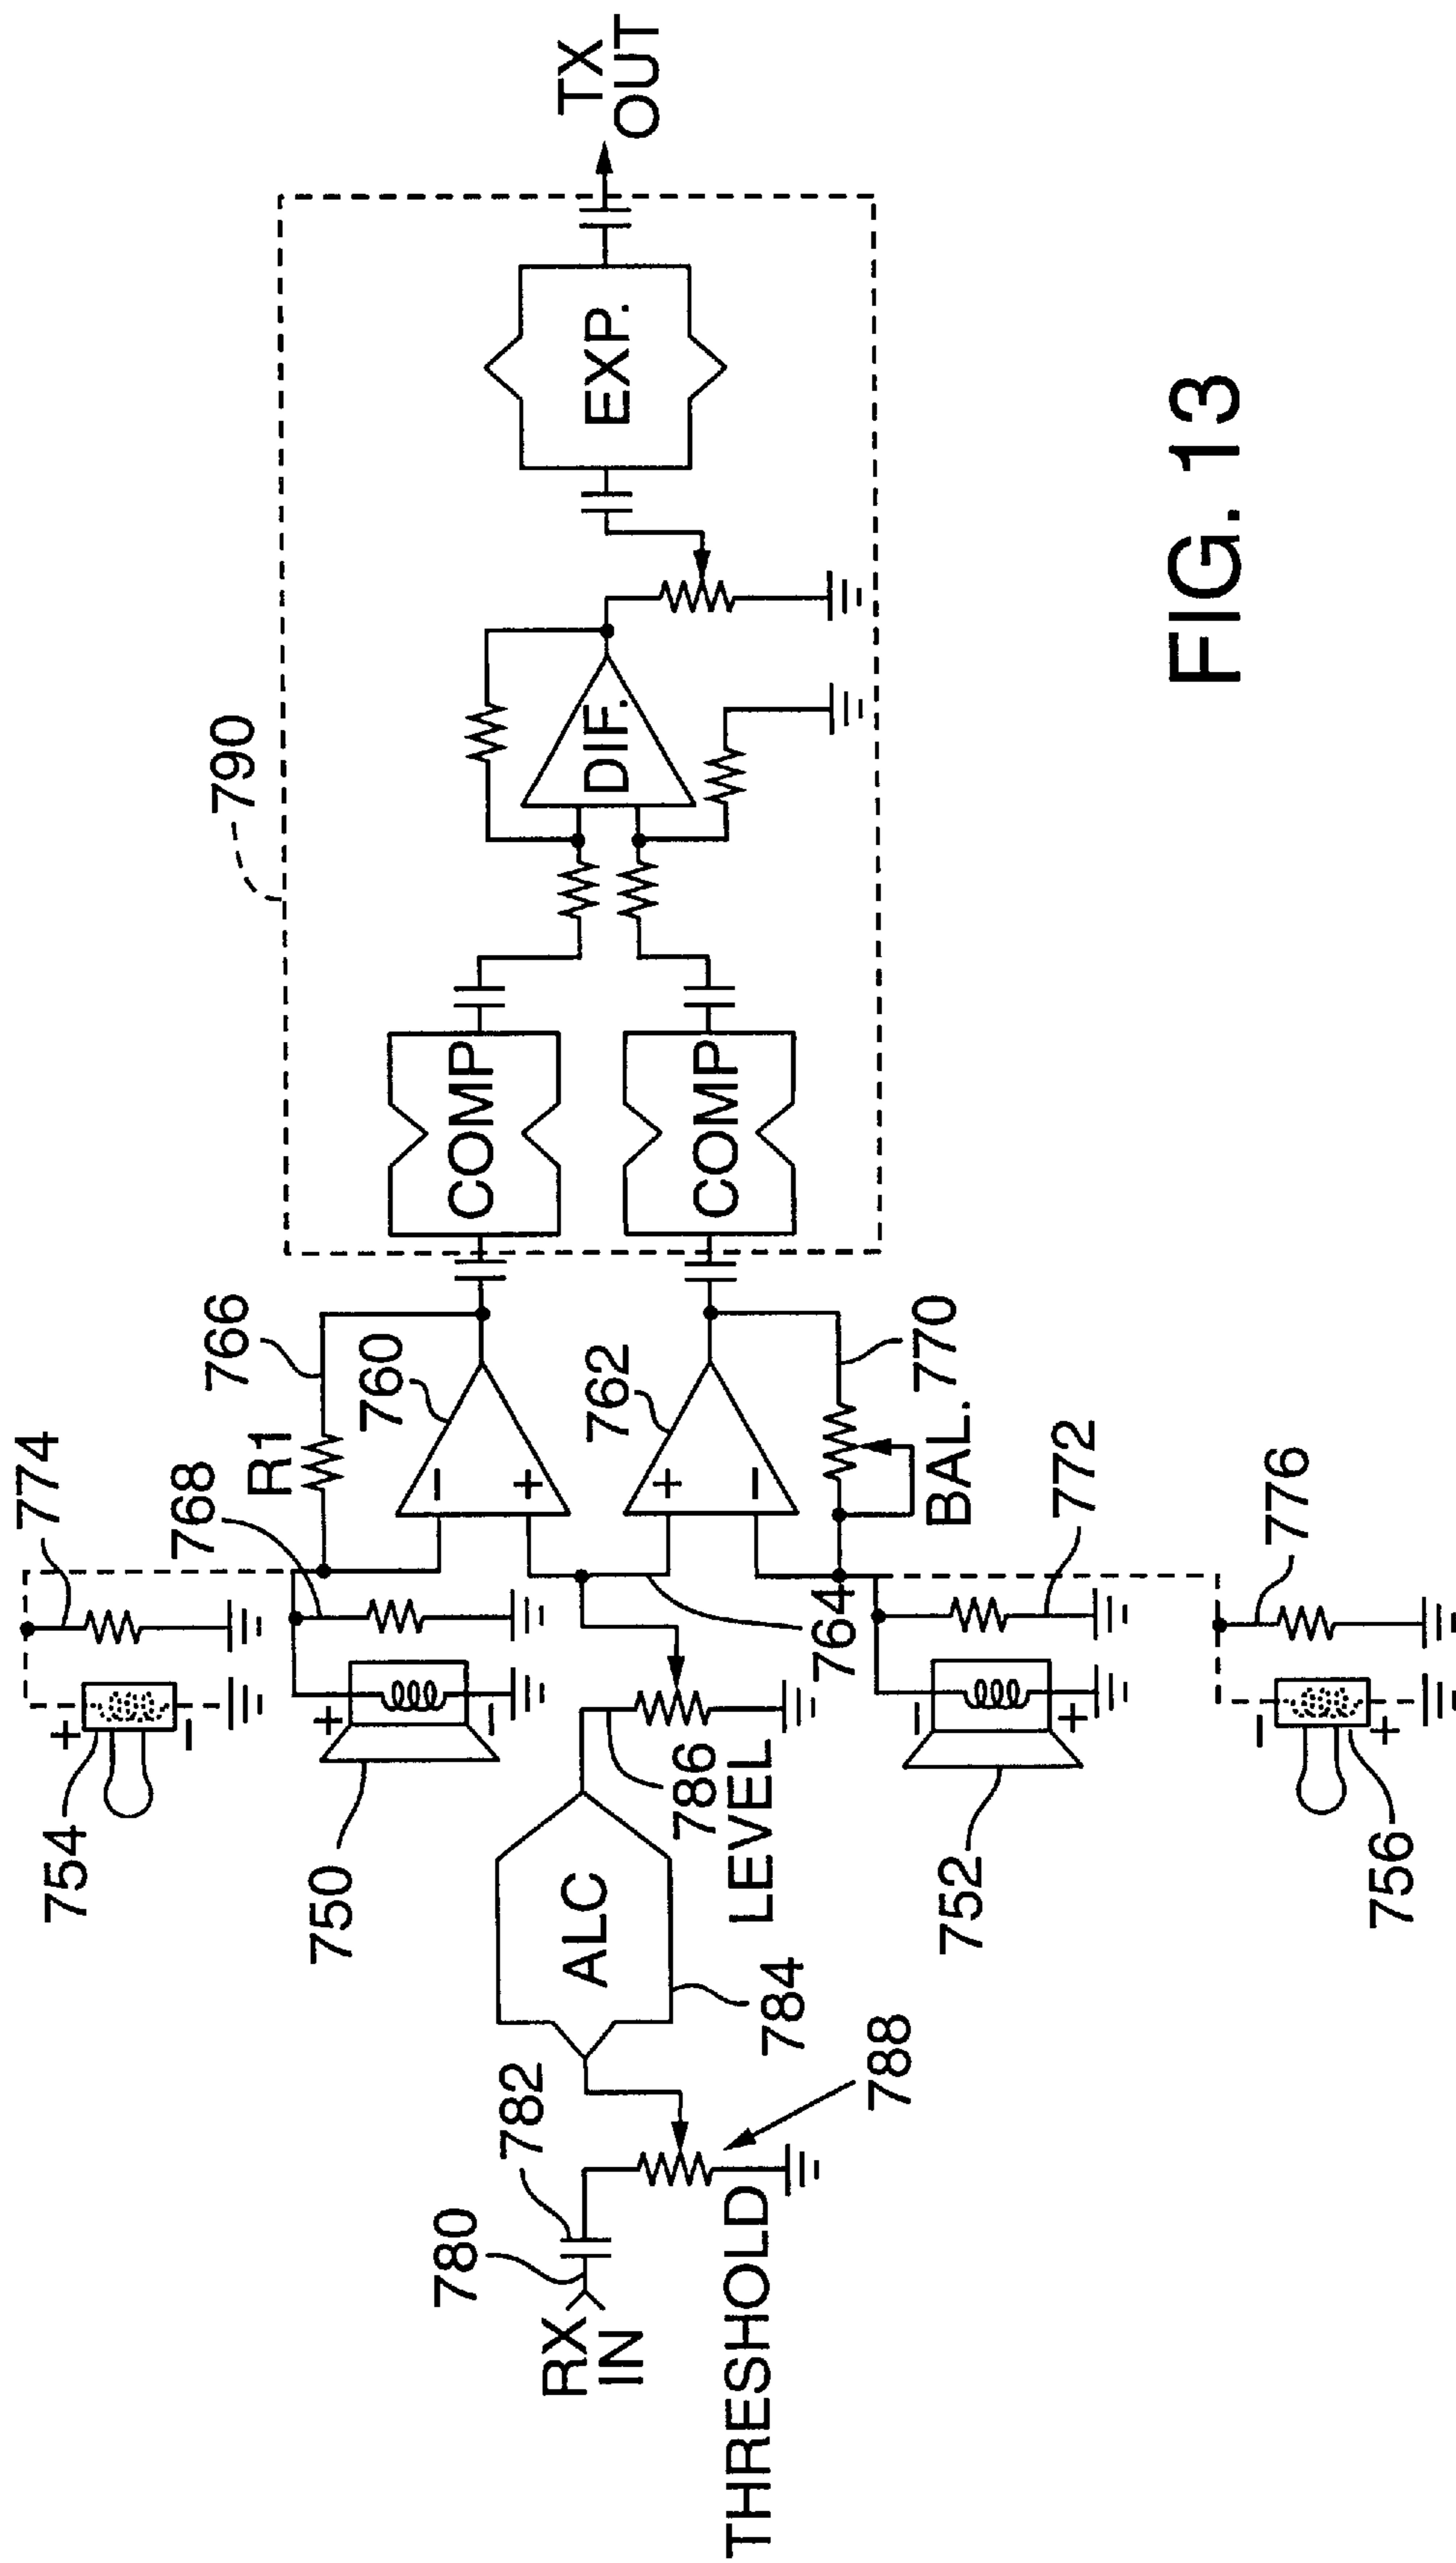 790
TX
OUT
774
766
768
R1
760
COMP
DIF.
EXP.
754
+
−
−
+
750
+
−
762
+
−
COMP
764
RX
IN
780
782
ALC
784
786
LEVEL
770
BAL.
772
THRESHOLD
788
752
−
+
776
756
−
+
FIG. 13